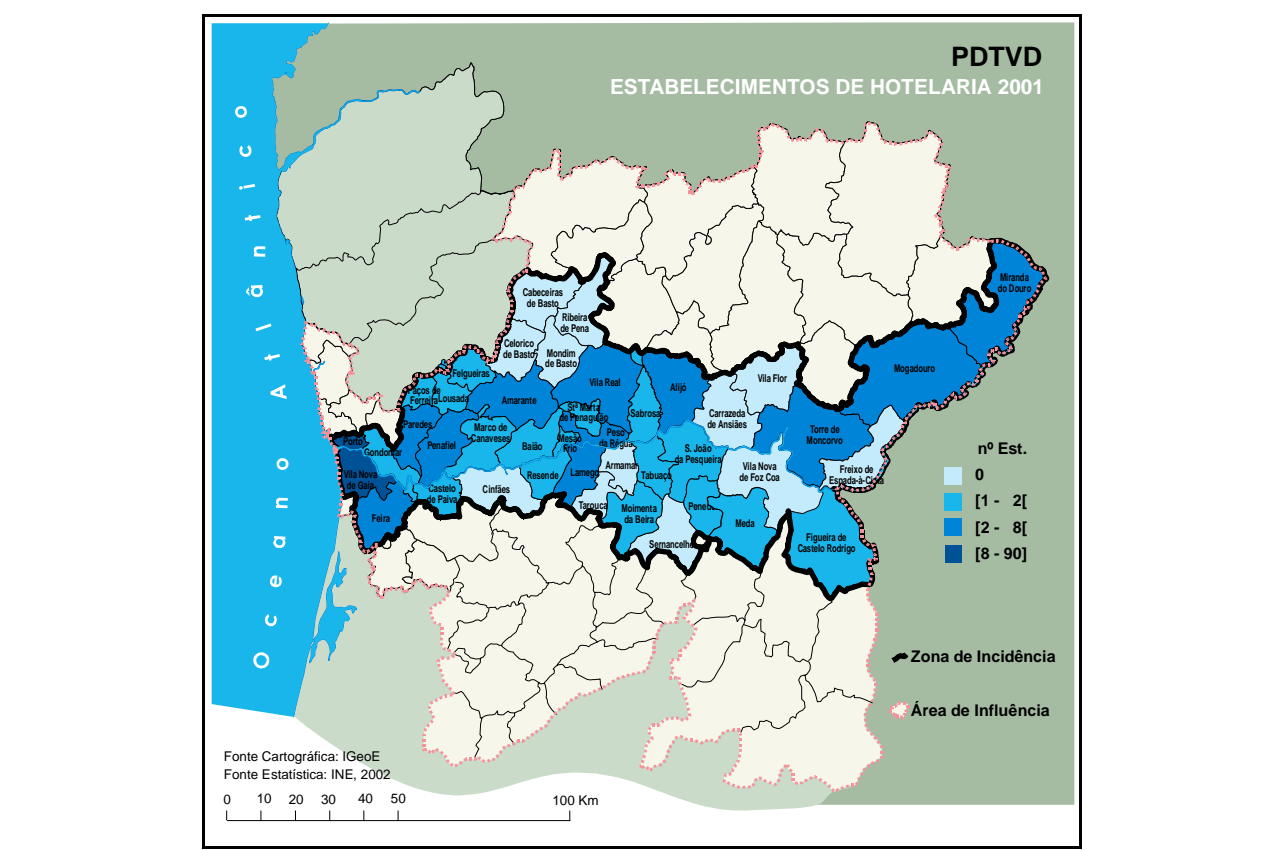 PDTVD
ESTABELECIMENTOS DE HOTELARIA 2001
Oceano Atlântico
Miranda
do Douro
Cabeceiras
de Basto
Ribeira
de Pena
Celorico
de Basto
Mondim
de Basto
Mogadouro
Felgueiras
Vila Real
Alijó
Vila Flor
Paços de
Ferreira
Lousada
Amarante
Stª Marta
de Penaguião
Sabrosa
Carrazeda
de Ansiães
Paredes
Penafiel
Marco de
Canaveses
Baião
Mesão
Frio
Peso
da Régua
Torre de
Moncorvo
Porto
Gondomar
S. João
da Pesqueira
Vila Nova
de Gaia
Castelo
de Paiva
Cinfães
Resende
Lamego
Armamar
Tabuaço
Vila Nova
de Foz Coa
Freixo de
Espada-à-Cinta
Feira
Tarouca
Moimenta
da Beira
Penedono
Meda
Sernancelhe
Figueira de
Castelo Rodrigo
nº Est.
0
[1 - 2[
[2 - 8[
[8 - 90]
Zona de Incidência
Área de Influência
Fonte Cartográfica: IGeoE
Fonte Estatística: INE, 2002
0 10 20 30 40 50 100 Km